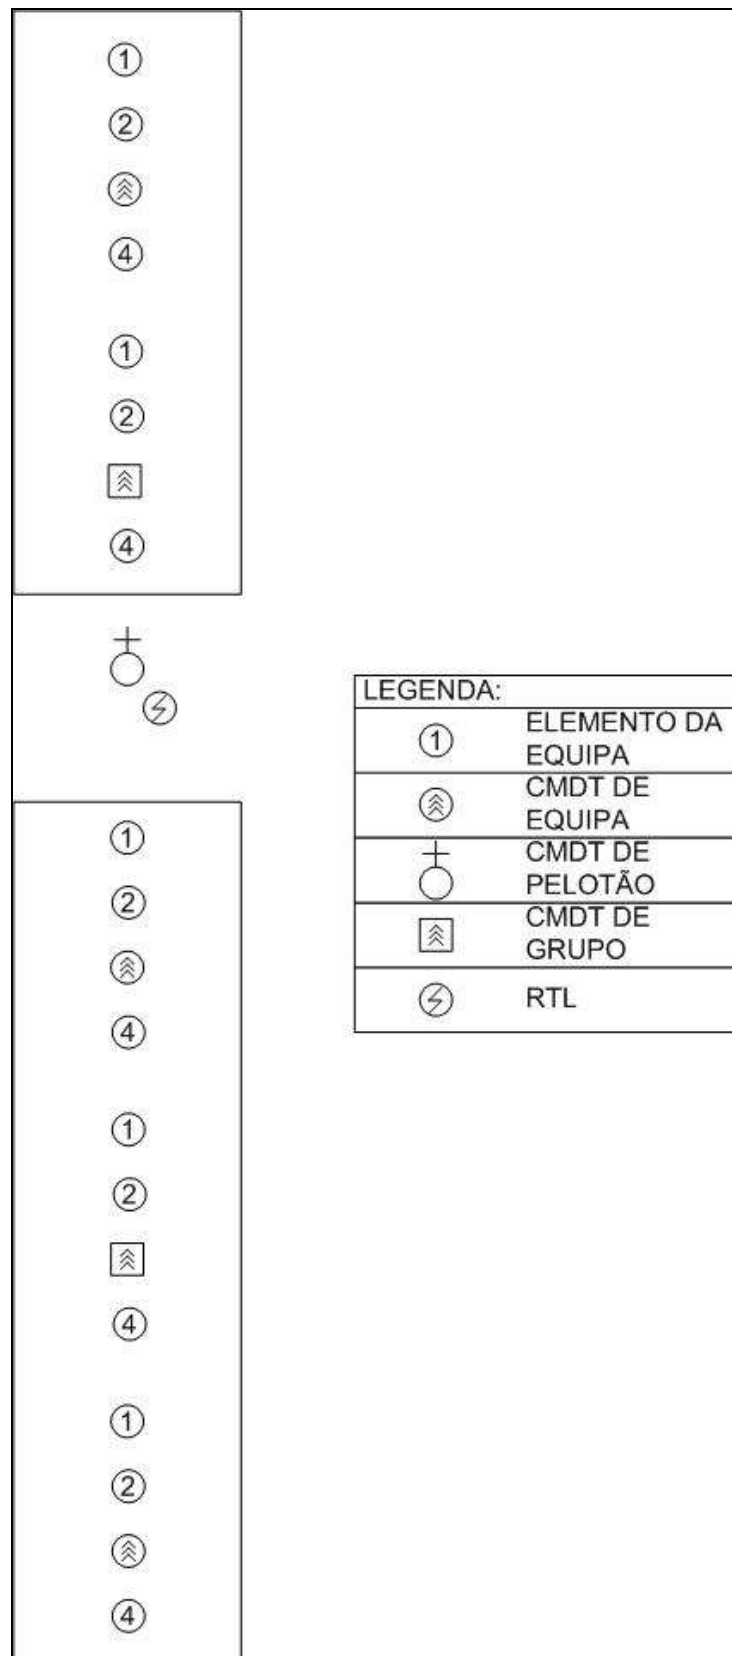 1
2
4
1
2
4
LEGENDA:
1 ELEMENTO DA
EQUIPA
CMDT DE
EQUIPA
CMDT DE
PELOTÃO
CMDT DE
GRUPO
RTL
1
2
4
1
2
4
1
2
4